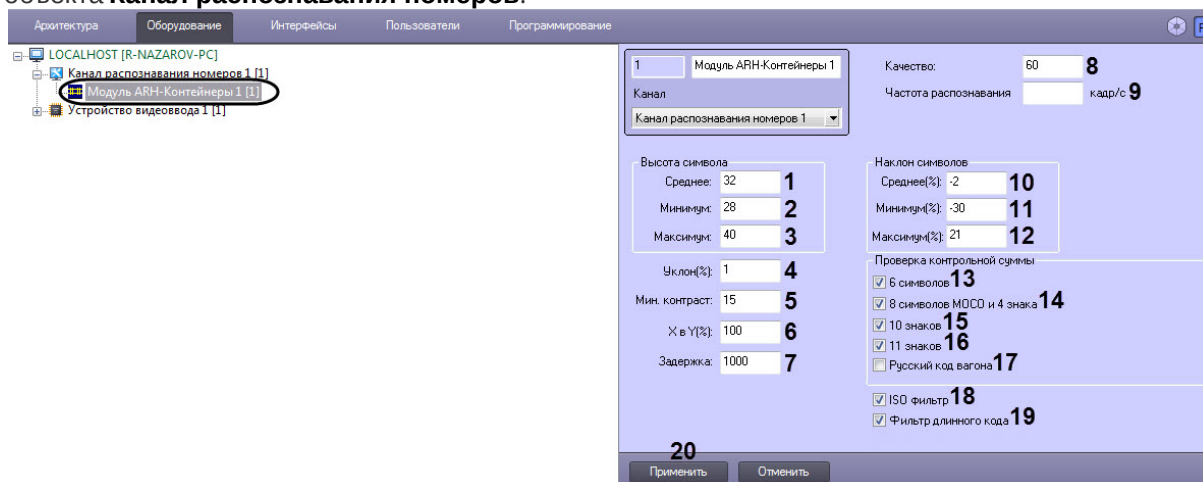 объекта Канал распознавания номеров.
Архитектура Оборудование Интерфейсы Пользователи Программирование
LOCALHOST [R-NAZAROV-PC]
Канал распознавания номеров 1 [1]
Модуль ARH-Контейнеры 1 [1]
Устройство видеоввода 1 [1]
1 Модуль ARH-Контейнеры 1
Канал
Канал распознавания номеров 1
Качество: 60 8
Частота распознавания кадр/с 9
Высота символа
Среднее: 32 1
Минимум: 28 2
Максимум: 40 3
Уклон(%): 1 4
Мин. контраст: 15 5
X в Y(%): 100 6
Задержка: 1000 7
Наклон символов
Среднее(%): -2 10
Минимум(%): -30 11
Максимум(%): 21 12
Проверка контрольной суммы
6 символов 13
8 символов МОСО и 4 знака 14
10 знаков 15
11 знаков 16
Русский код вагона 17
ISO фильтр 18
Фильтр длинного кода 19
20
Применить Отменить